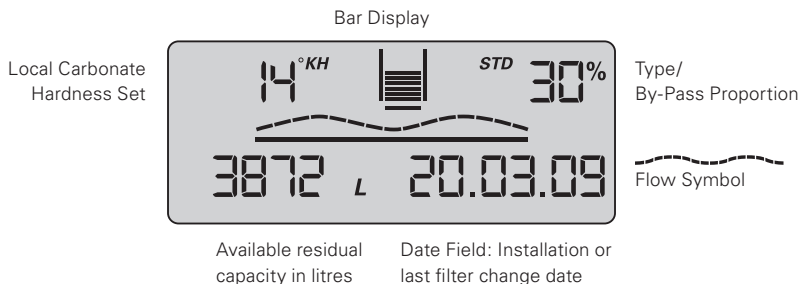 Bar Display
Local Carbonate
Hardness Set
14°KH
STD 30%
Type/
By-Pass Proportion
3872 L 20.03.09
Flow Symbol
Available residual
capacity in litres
Date Field: Installation or
last filter change date